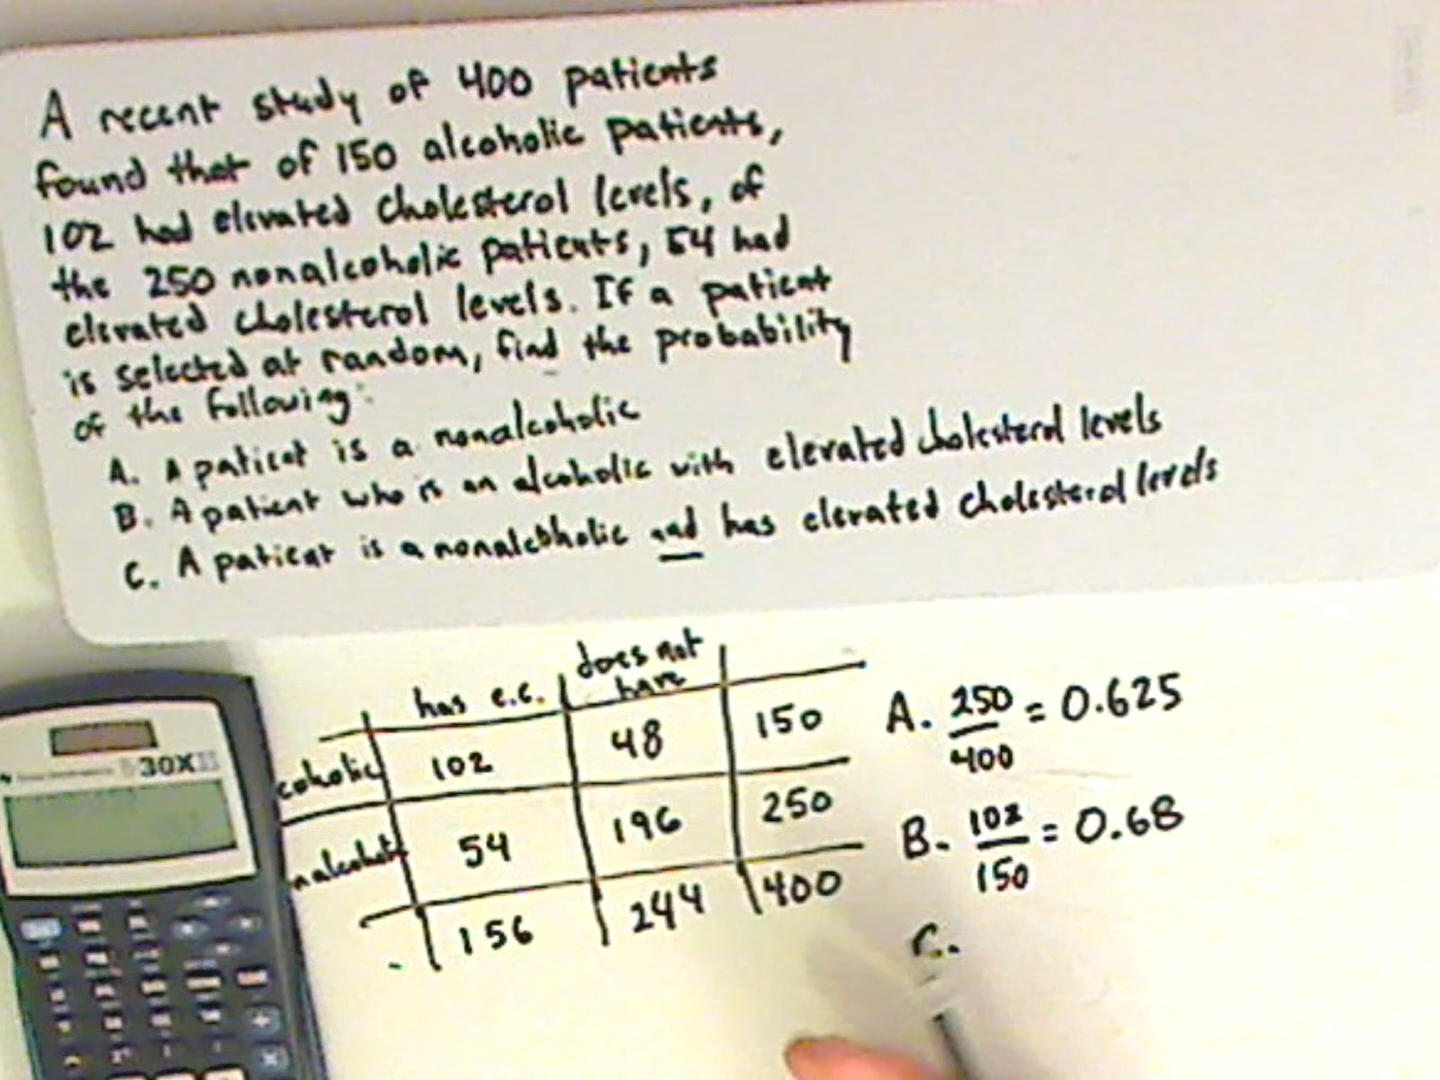 A recent study of 400 patients
found that of 150 alcoholic patients,
102 had elevated cholesterol levels, of
the 250 nonalcoholic patients, 54 had
elevated cholesterol levels. If a patient
is selected at random, find the probability
of the following:
A. A patient is a nonalcoholic
B. A patient who is an alcoholic with elevated cholesterol levels
C. A patient is a nonalcoholic and has elevated cholesterol levels
has e.c. does not have
coholic 102 48 150
nalcoholic 54 196 250
156 244 400
A. 250/400 = 0.625
B. 102/150 = 0.68
C.
30X